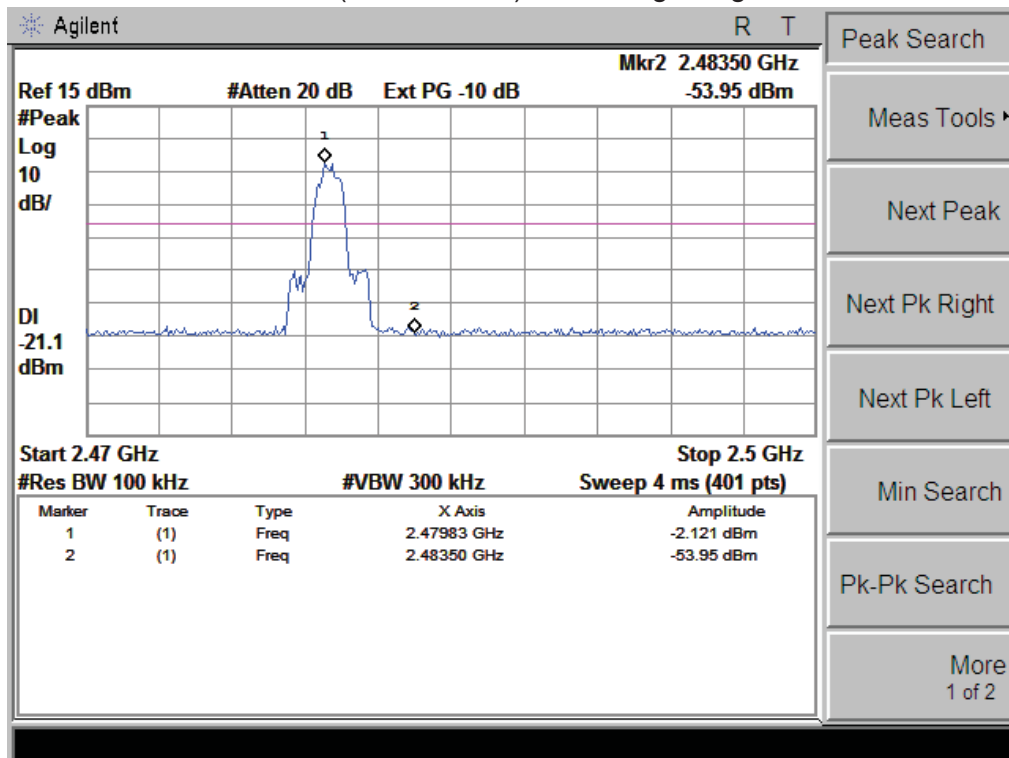 Agilent R T
Mkr2 2.48350 GHz
Ref 15 dBm #Atten 20 dB Ext PG -10 dB -53.95 dBm
#Peak
Log
10
dB/
1
2
DI
-21.1
dBm
Start 2.47 GHz Stop 2.5 GHz
#Res BW 100 kHz #VBW 300 kHz Sweep 4 ms (401 pts)
Marker Trace Type X Axis Amplitude
1 (1) Freq 2.47983 GHz -2.121 dBm
2 (1) Freq 2.48350 GHz -53.95 dBm
Peak Search
Meas Tools
Next Peak
Next Pk Right
Next Pk Left
Min Search
Pk-Pk Search
More
1 of 2